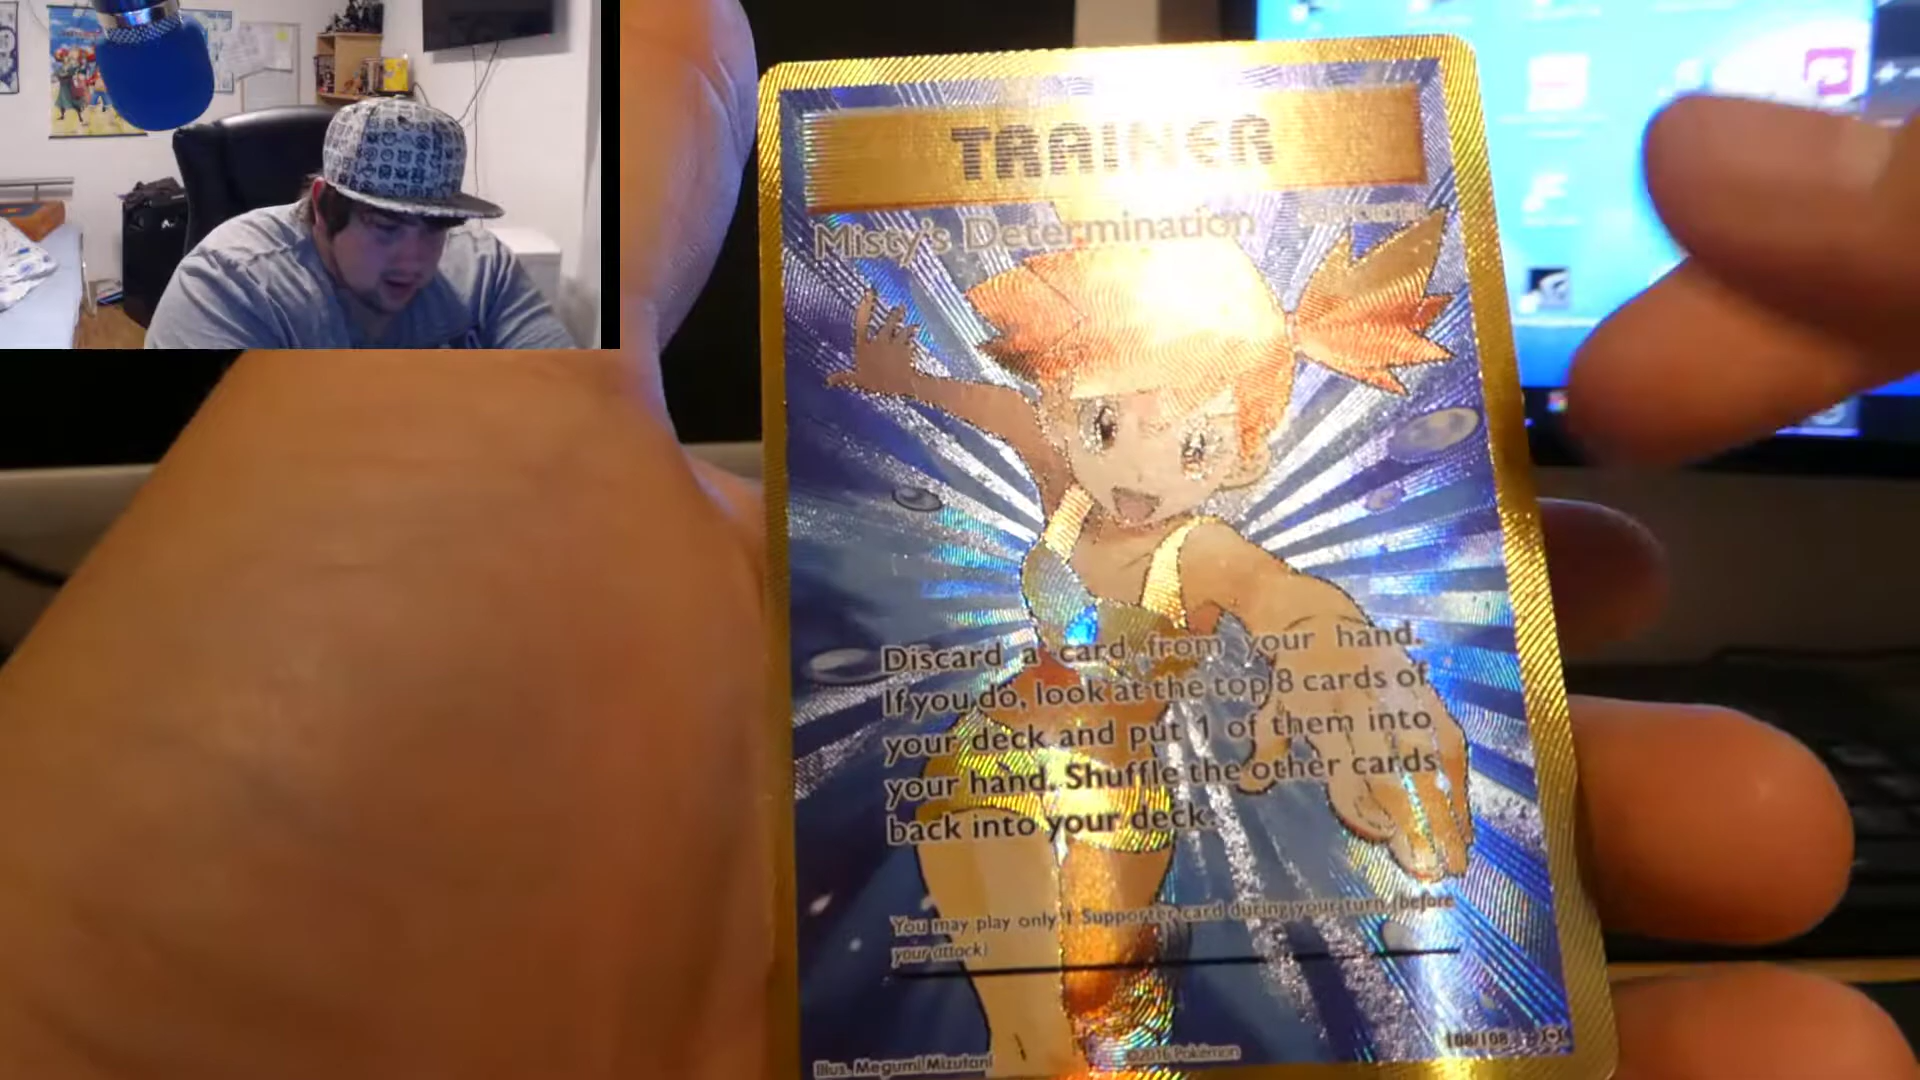 TRAINER
Misty's Determination SUPPORTER
Discard a card from your hand.
If you do, look at the top 8 cards of
your deck and put 1 of them into
your hand. Shuffle the other cards
back into your deck.
You may play only 1 Supporter card during your turn (before
your attack)
Illus. Megumi Mizutani
©2016 Pokémon
108/108